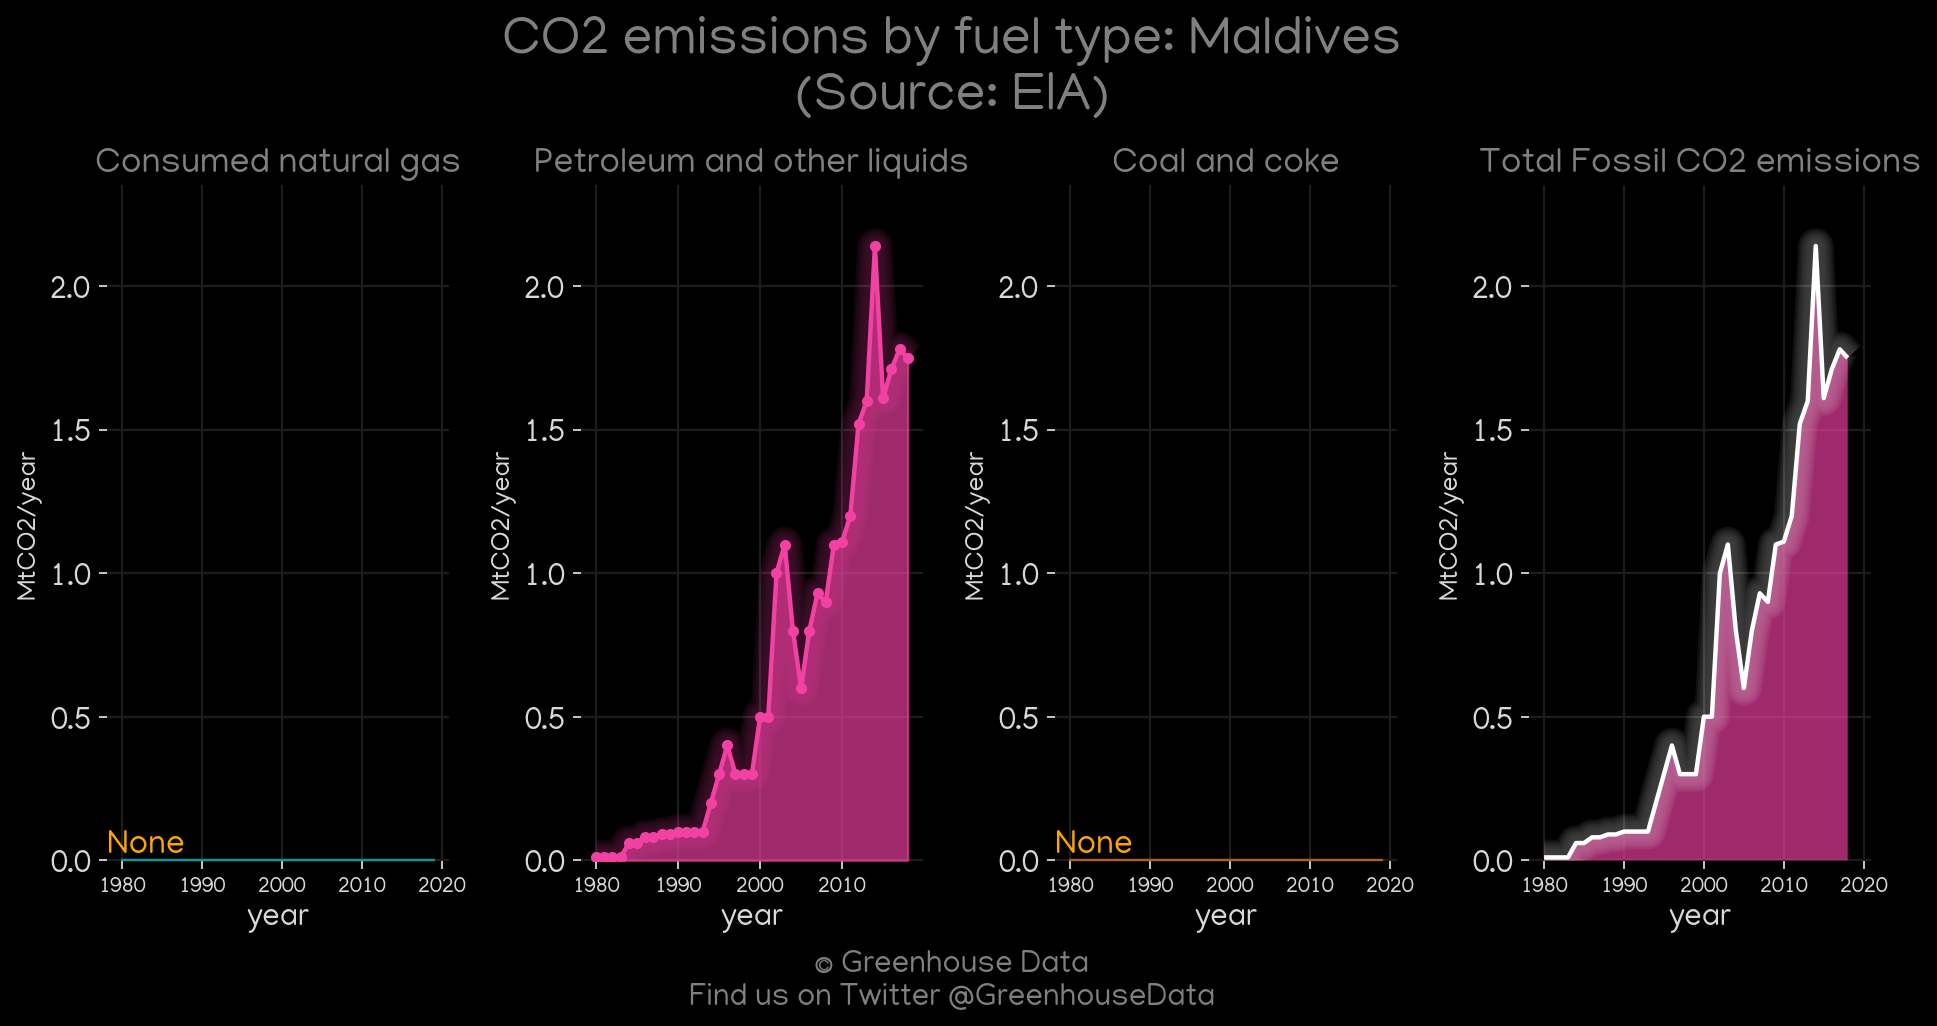 CO2 emissions by fuel type: Maldives
(Source: EIA)
Consumed natural gas
MtCO2/year
2.0
1.5
1.0
0.5
0.0
None
1980 1990 2000 2010 2020
year
Petroleum and other liquids
MtCO2/year
2.0
1.5
1.0
0.5
0.0
1980 1990 2000 2010
year
Coal and coke
MtCO2/year
2.0
1.5
1.0
0.5
0.0
None
1980 1990 2000 2010 2020
year
Total Fossil CO2 emissions
MtCO2/year
2.0
1.5
1.0
0.5
0.0
1980 1990 2000 2010 2020
year
© Greenhouse Data
Find us on Twitter @GreenhouseData